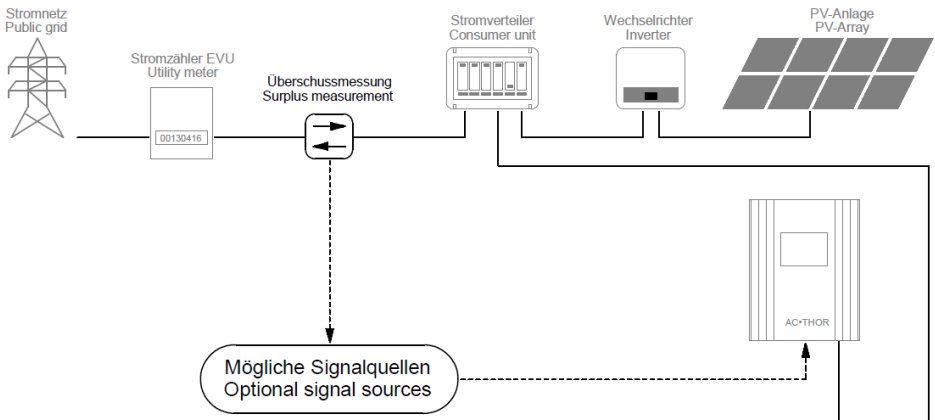 Stromnetz
Public grid
Stromzähler EVU
Utility meter
00130416
Überschussmessung
Surplus measurement
Stromverteiler
Consumer unit
Wechselrichter
Inverter
PV-Anlage
PV-Array
AC•THOR
Mögliche Signalquellen
Optional signal sources